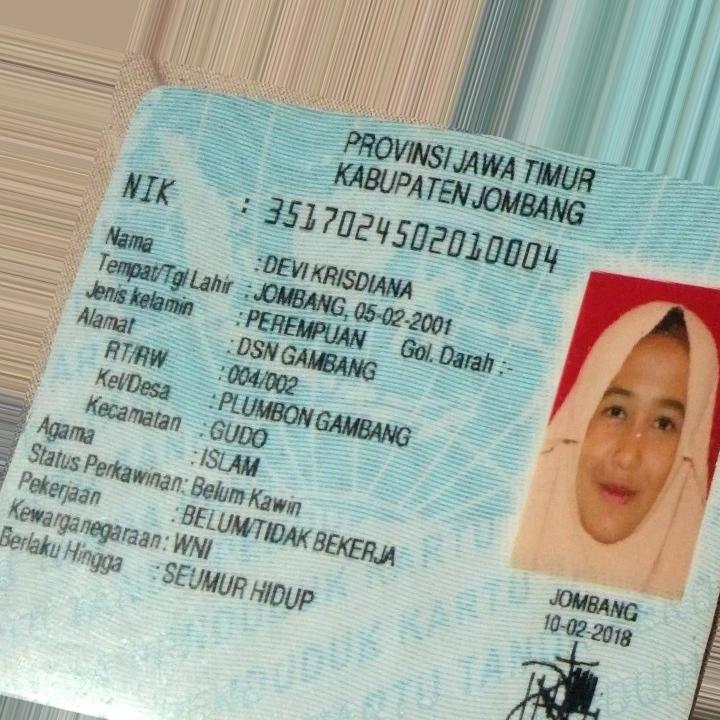 PROVINSI JAWA TIMUR
KABUPATEN JOMBANG
NIK : 3517024502010004
Nama : DEVI KRISDIANA
Tempat/Tgl Lahir : JOMBANG, 05-02-2001
Jenis kelamin : PEREMPUAN Gol. Darah :-
Alamat : DSN GAMBANG
RT/RW : 004/002
Kel/Desa : PLUMBON GAMBANG
Kecamatan : GUDO
Agama : ISLAM
Status Perkawinan: Belum Kawin
Pekerjaan : BELUM/TIDAK BEKERJA
Kewarganegaraan: WNI
Berlaku Hingga : SEUMUR HIDUP
JOMBANG
10-02-2018